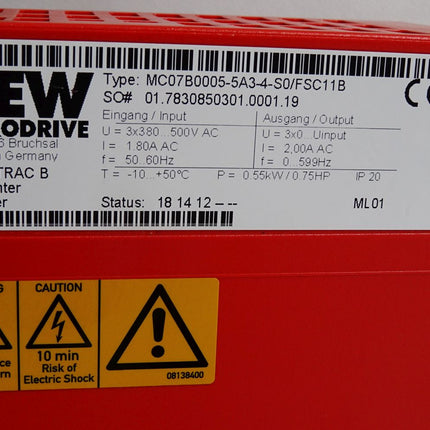 EW
ODRIVE
Type: MC07B0005-5A3-4-S0/FSC11B
SO# 01.7830850301.0001.19
6 Bruchsal
Germany
TRAC B
Eingang / Input
U = 3x380...500V AC
I = 1.80A AC
f = 50..60Hz
T = -10...+50°C
Ausgang / Output
U = 3x0...Uinput
I = 2,00A AC
f = 0...599Hz
P = 0.55kW / 0.75HP
IP 20
Status: 18 14 12 -- --
ML01
CE
CAUTION
10 min
Risk of
Electric Shock
08138400